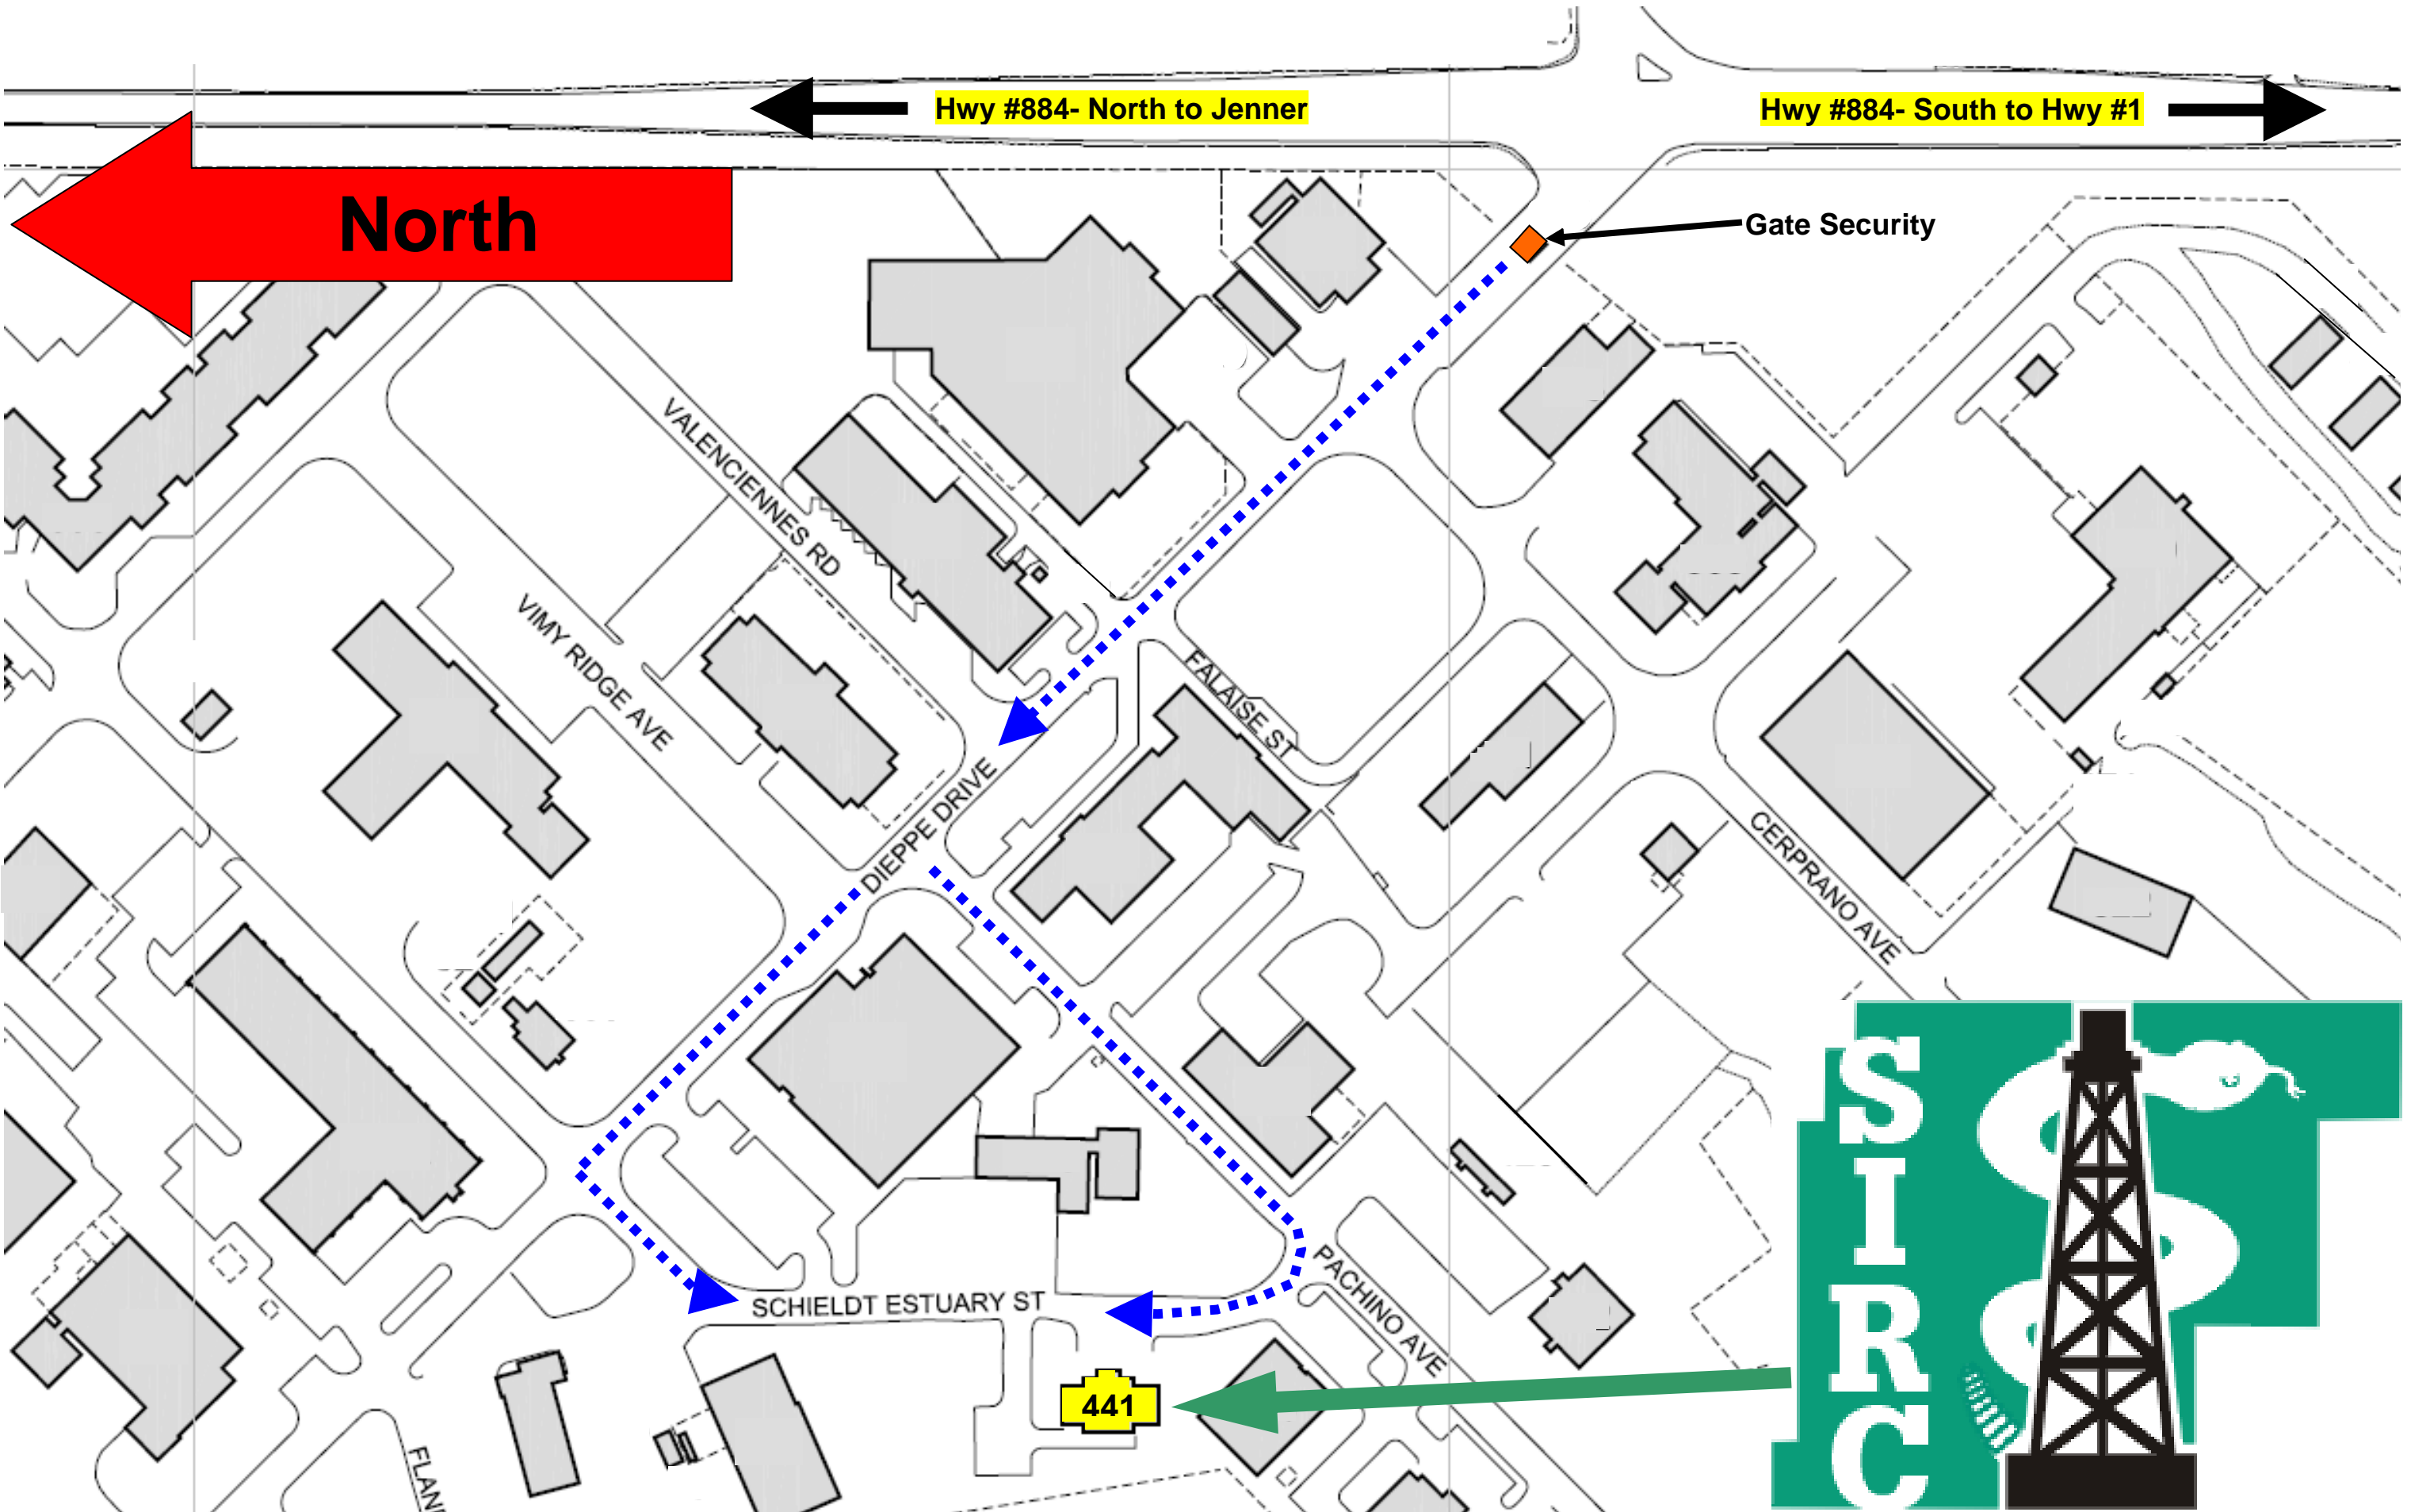 Hwy #884- North to Jenner
Hwy #884- South to Hwy #1
North
Gate Security
VALENCIENNES RD
VIMY RIDGE AVE
FALAISE ST
DIEPPE DRIVE
CERPRANO AVE
SCHIELDT ESTUARY ST
PACHINO AVE
441
FLAN
S
I
R
C